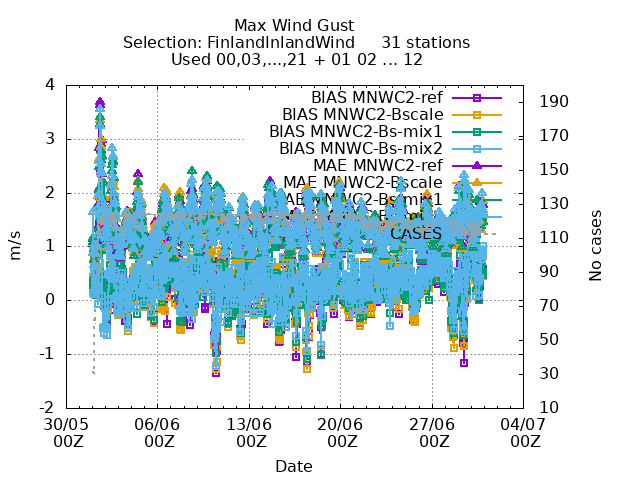 Max Wind Gust
Selection: FinlandInlandWind 31 stations
Used 00,03,...,21 + 01 02 ... 12
4
3
2
1
0
-1
-2
m/s
BIAS MNWC2-ref
BIAS MNWC2-Bscale
BIAS MNWC2-Bs-mix1
BIAS MNWC-Bs-mix2
MAE MNWC2-ref
MAE MNWC2-Bscale
CASES
190
170
150
130
110
90
70
50
30
10
No cases
30/05 06/06 13/06 20/06 27/06 04/07
00Z 00Z 00Z 00Z 00Z 00Z
Date